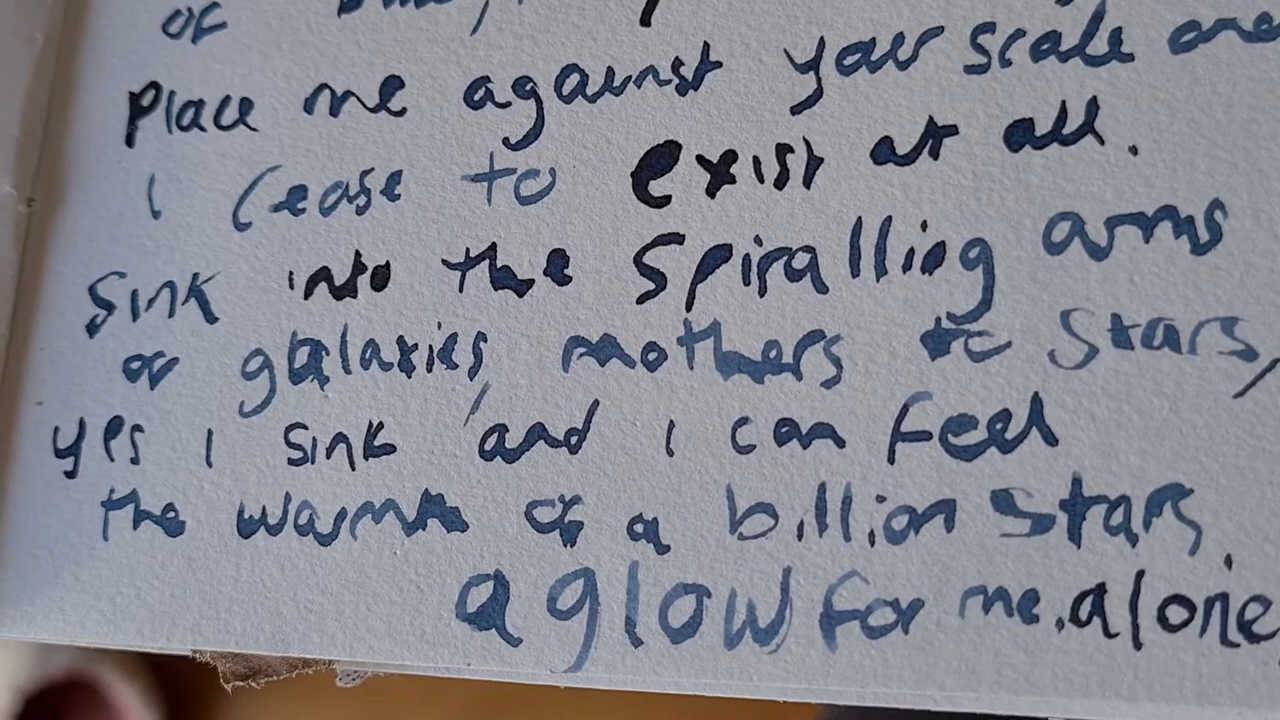 of
Place me against your scale and
I cease to exist at all.
Sink into the spiralling arms
of galaxies, mothers to stars,
yes I sink and I can feel
the warmth of a billion stars.
aglow for me.alone